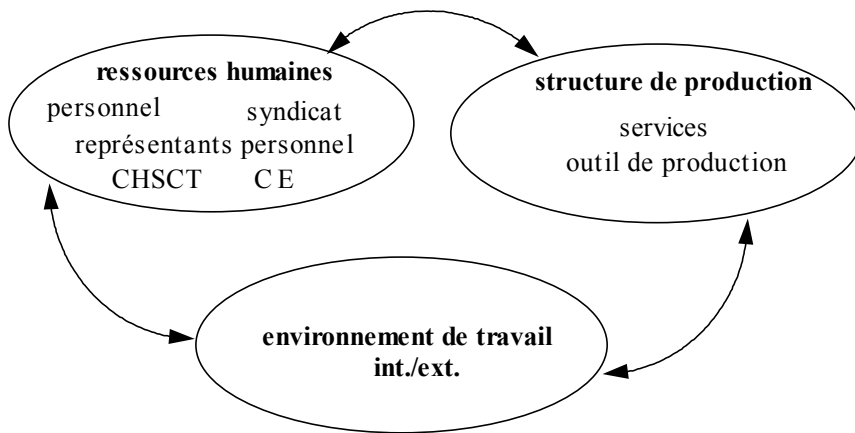 ressources humaines
personnel syndicat
représentants personnel
CHSCT CE
structure de production
services
outil de production
environnement de travail
int./ext.